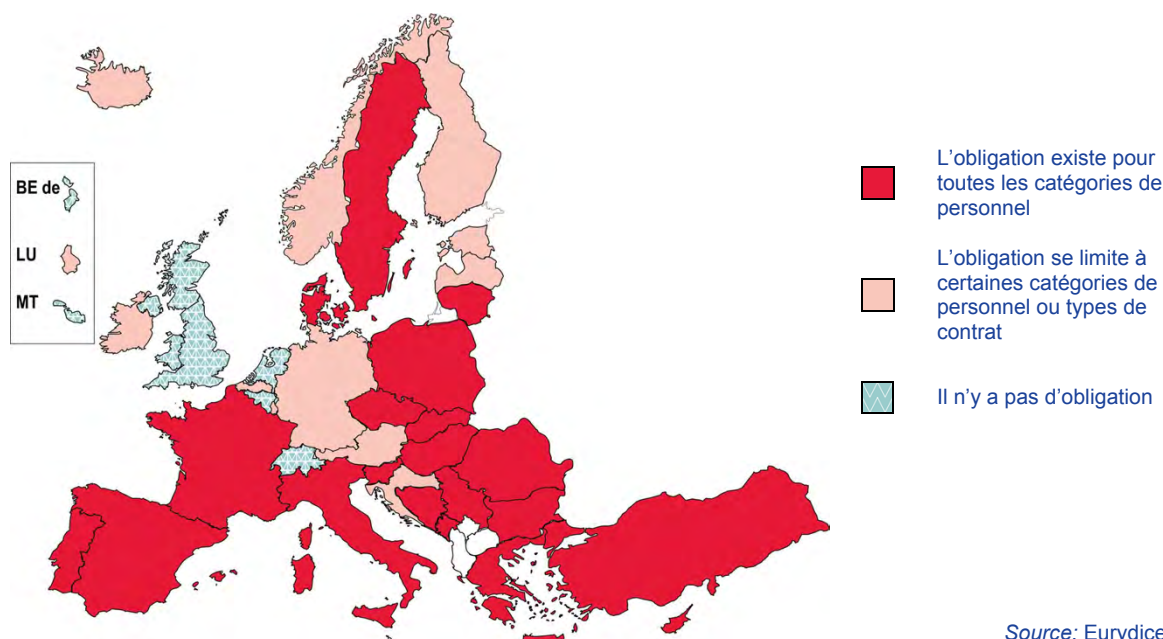 BE de
LU
MT
L'obligation existe pour
toutes les catégories de
personnel
L'obligation se limite à
certaines catégories de
personnel ou types de
contrat
Il n'y a pas d'obligation
Source: Eurydice